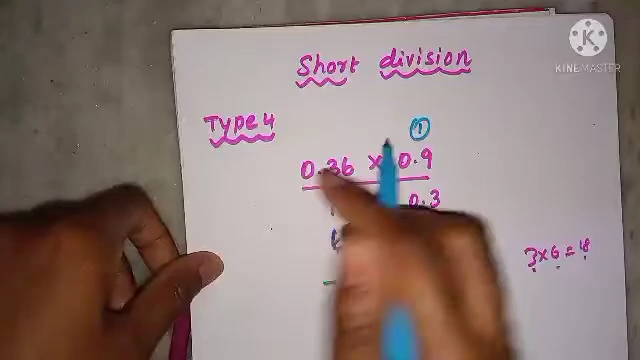 Short division
KINEMASTER
Type 4
1
0.36 × 0.9
0.3
3×6 = 18